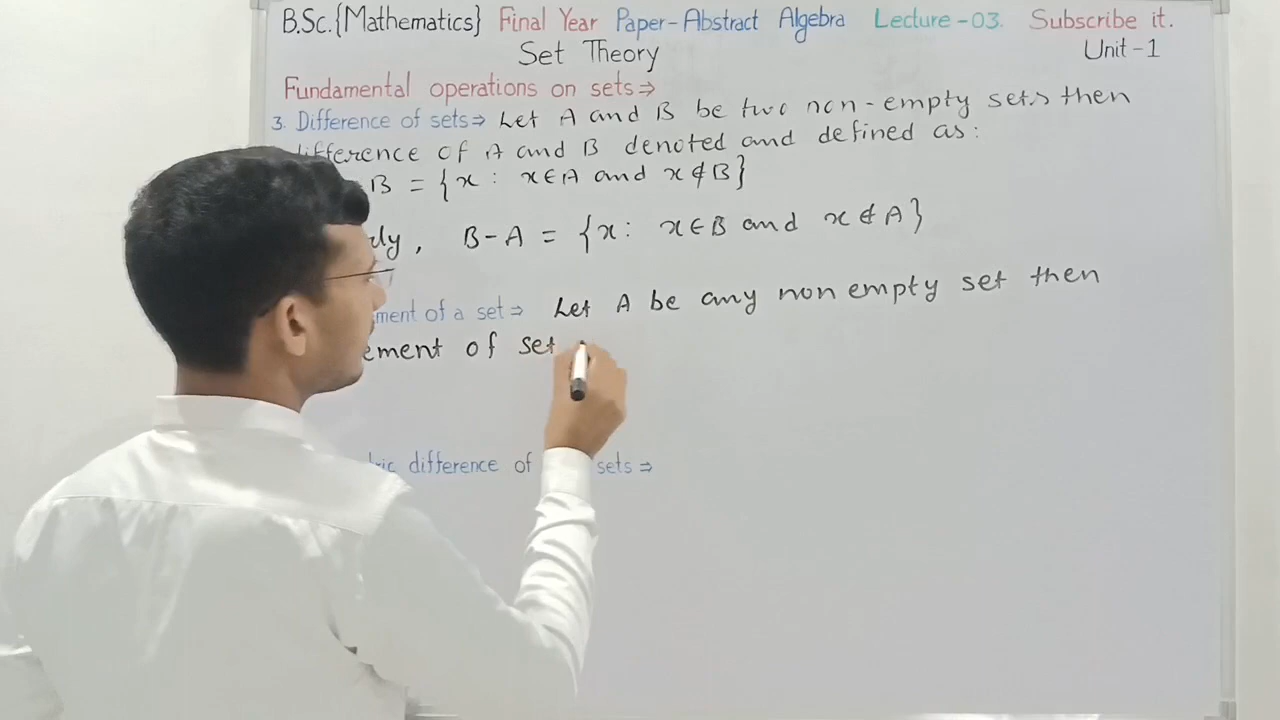 B.Sc.{Mathematics} Final Year Paper-Abstract Algebra Lecture-03. Subscribe it.
Set Theory Unit-1
Fundamental operations on sets⇒
3. Difference of sets⇒ Let A and B be two non-empty sets then
difference of A and B denoted and defined as:
B = {x: x∈A and x∉B}
, B-A = {x: x∈B and x∉A}
of a set⇒ Let A be any non empty set then
of set
difference of sets⇒